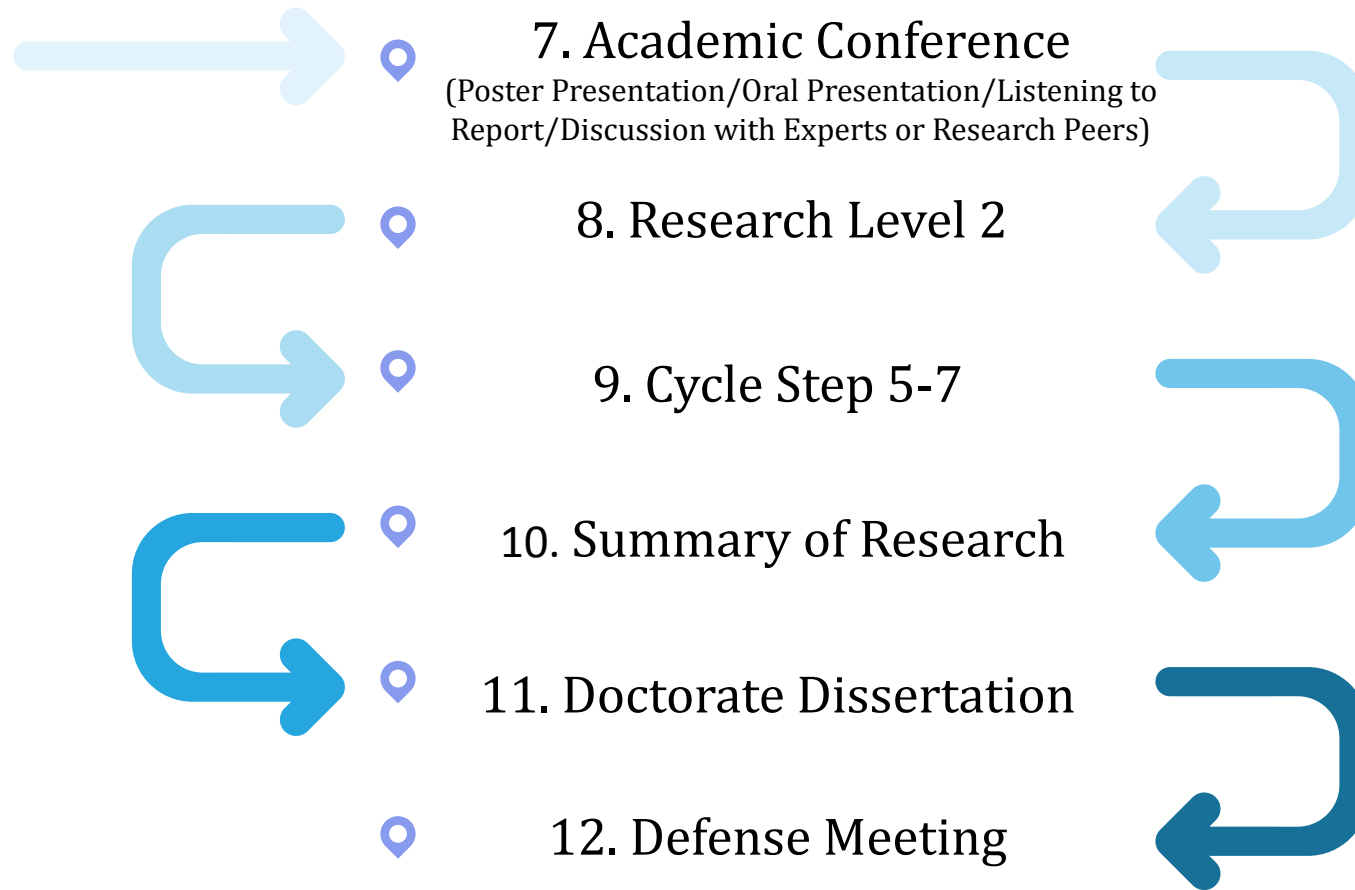 7. Academic Conference
(Poster Presentation/Oral Presentation/Listening to
Report/Discussion with Experts or Research Peers)
8. Research Level 2
9. Cycle Step 5-7
10. Summary of Research
11. Doctorate Dissertation
12. Defense Meeting